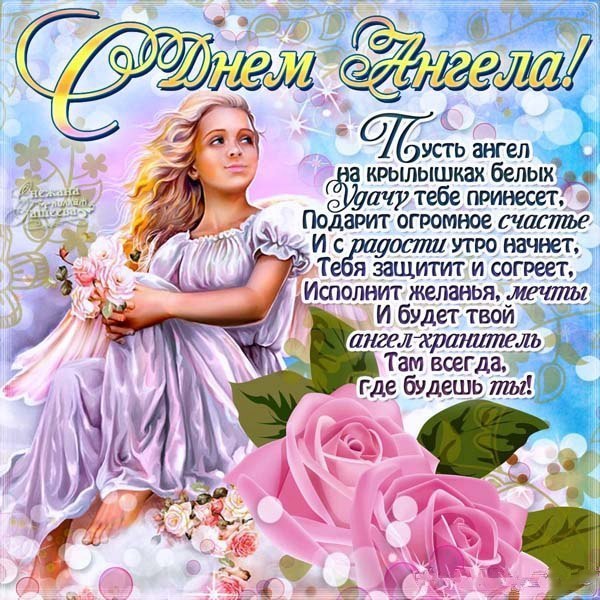 С Днем Ангела!
Пусть ангел
на крылышках белых
Удачу тебе принесет,
Подарит огромное счастье
И с радости утро начнет,
Тебя защитит и согреет,
Исполнит желанья, мечты
И будет твой
ангел-хранитель
Там всегда,
где будешь ты!
Снежана